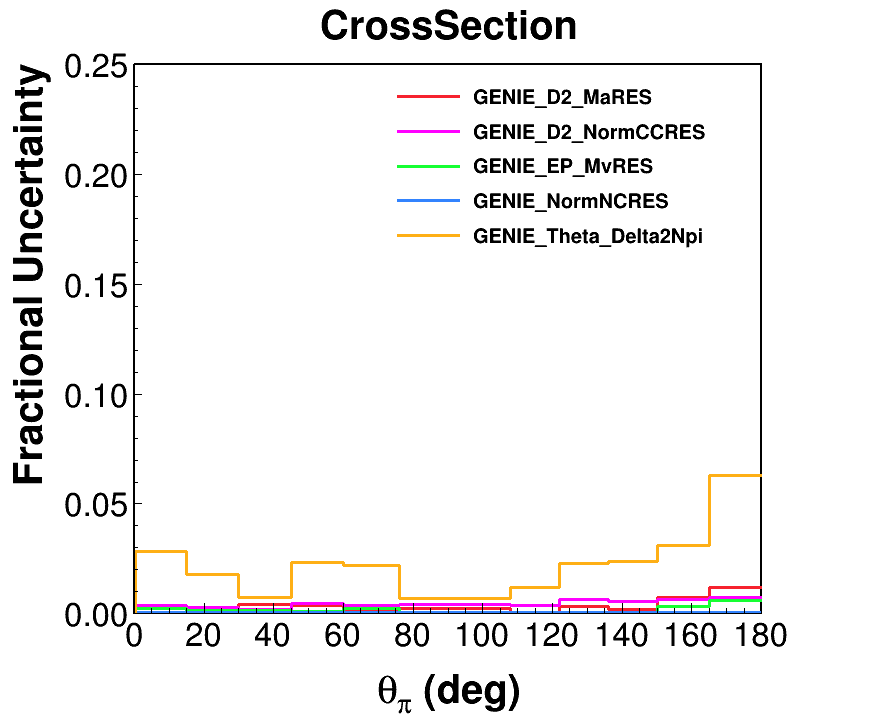 CrossSection
Fractional Uncertainty
0.25
0.20
0.15
0.10
0.05
0.00
GENIE_D2_MaRES
GENIE_D2_NormCCRES
GENIE_EP_MvRES
GENIE_NormNCRES
GENIE_Theta_Delta2Npi
0 20 40 60 80 100 120 140 160 180
θπ (deg)